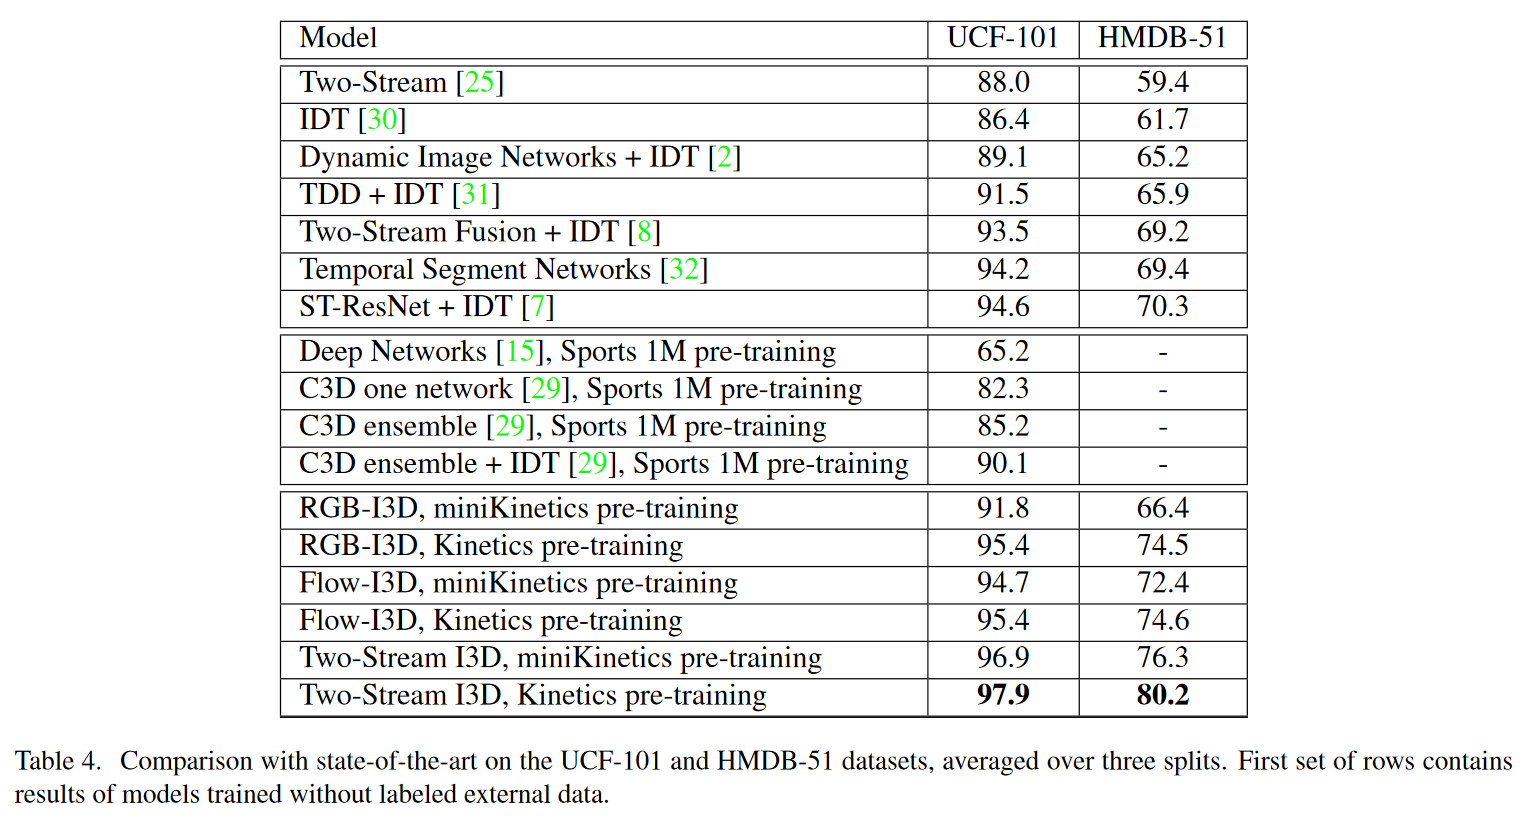 Model UCF-101 HMDB-51
Two-Stream [25] 88.0 59.4
IDT [30] 86.4 61.7
Dynamic Image Networks + IDT [2] 89.1 65.2
TDD + IDT [31] 91.5 65.9
Two-Stream Fusion + IDT [8] 93.5 69.2
Temporal Segment Networks [32] 94.2 69.4
ST-ResNet + IDT [7] 94.6 70.3
Deep Networks [15], Sports 1M pre-training 65.2 -
C3D one network [29], Sports 1M pre-training 82.3 -
C3D ensemble [29], Sports 1M pre-training 85.2 -
C3D ensemble + IDT [29], Sports 1M pre-training 90.1 -
RGB-I3D, miniKinetics pre-training 91.8 66.4
RGB-I3D, Kinetics pre-training 95.4 74.5
Flow-I3D, miniKinetics pre-training 94.7 72.4
Flow-I3D, Kinetics pre-training 95.4 74.6
Two-Stream I3D, miniKinetics pre-training 96.9 76.3
Two-Stream I3D, Kinetics pre-training 97.9 80.2
Table 4. Comparison with state-of-the-art on the UCF-101 and HMDB-51 datasets, averaged over three splits. First set of rows contains
results of models trained without labeled external data.